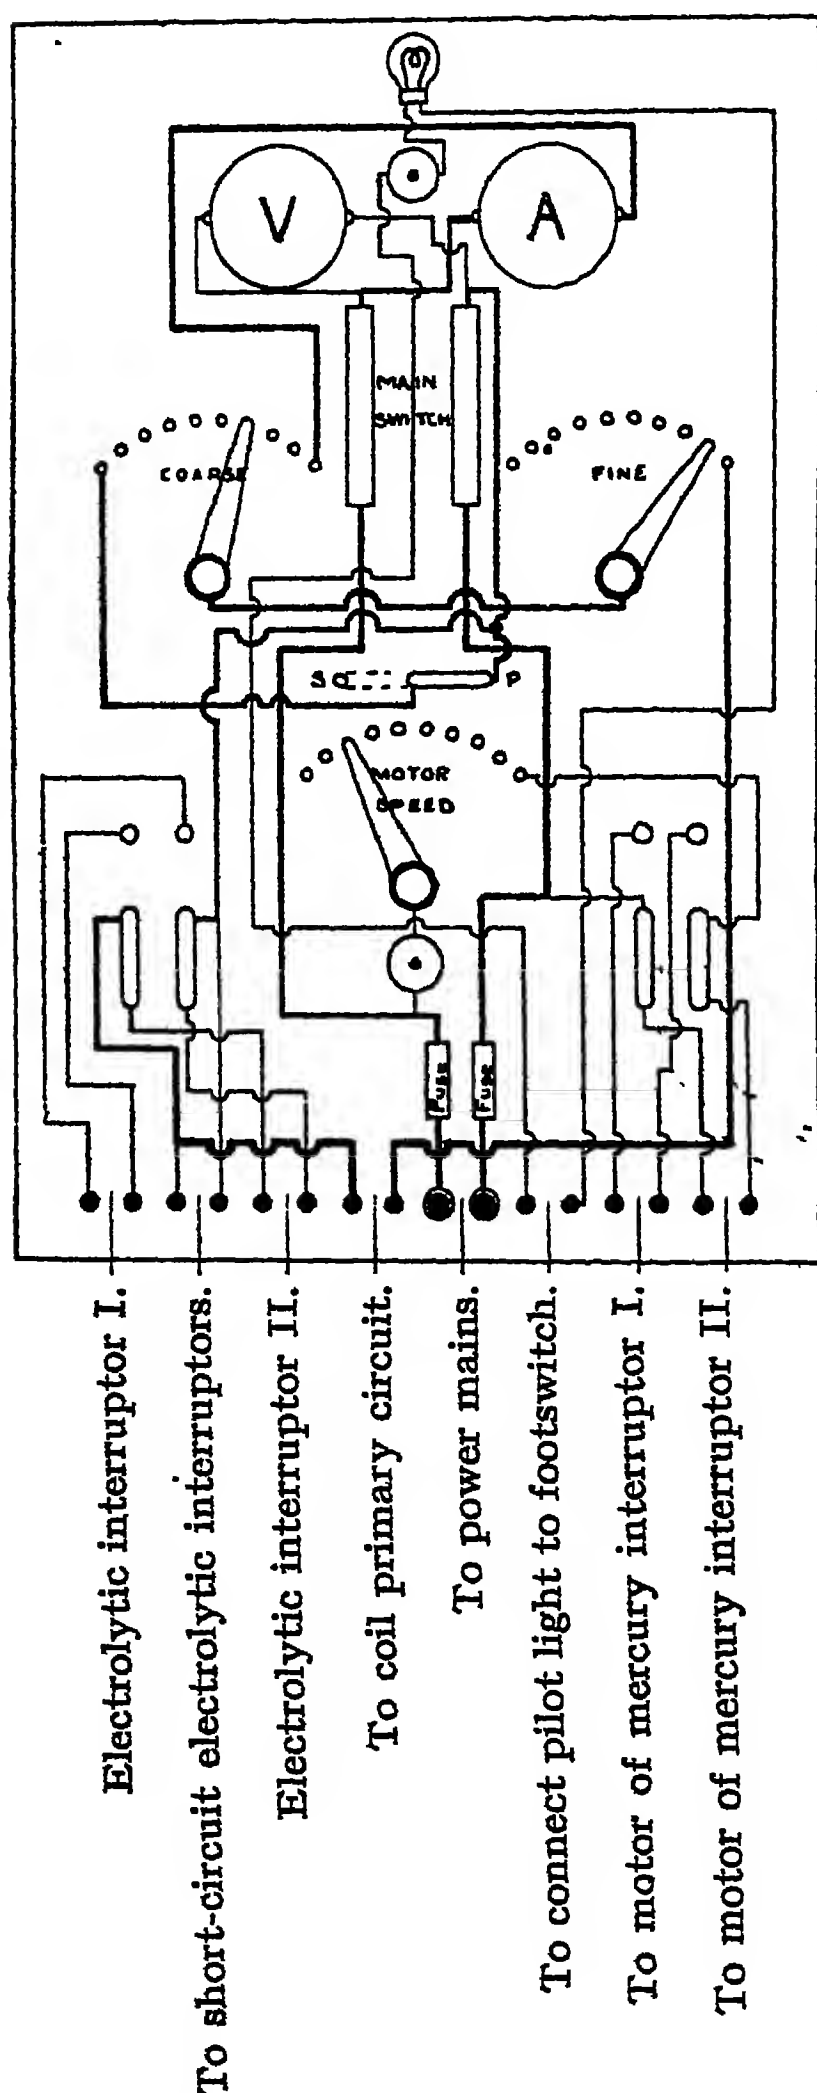 V
A
MAIN
SWITCH
COARSE
FINE
S
P
MOTOR
SPEED
FUSE
FUSE
Electrolytic interruptor I.
To short-circuit electrolytic interruptors.
Electrolytic interruptor II.
To coil primary circuit.
To power mains.
To connect pilot light to footswitch.
To motor of mercury interruptor I.
To motor of mercury interruptor II.